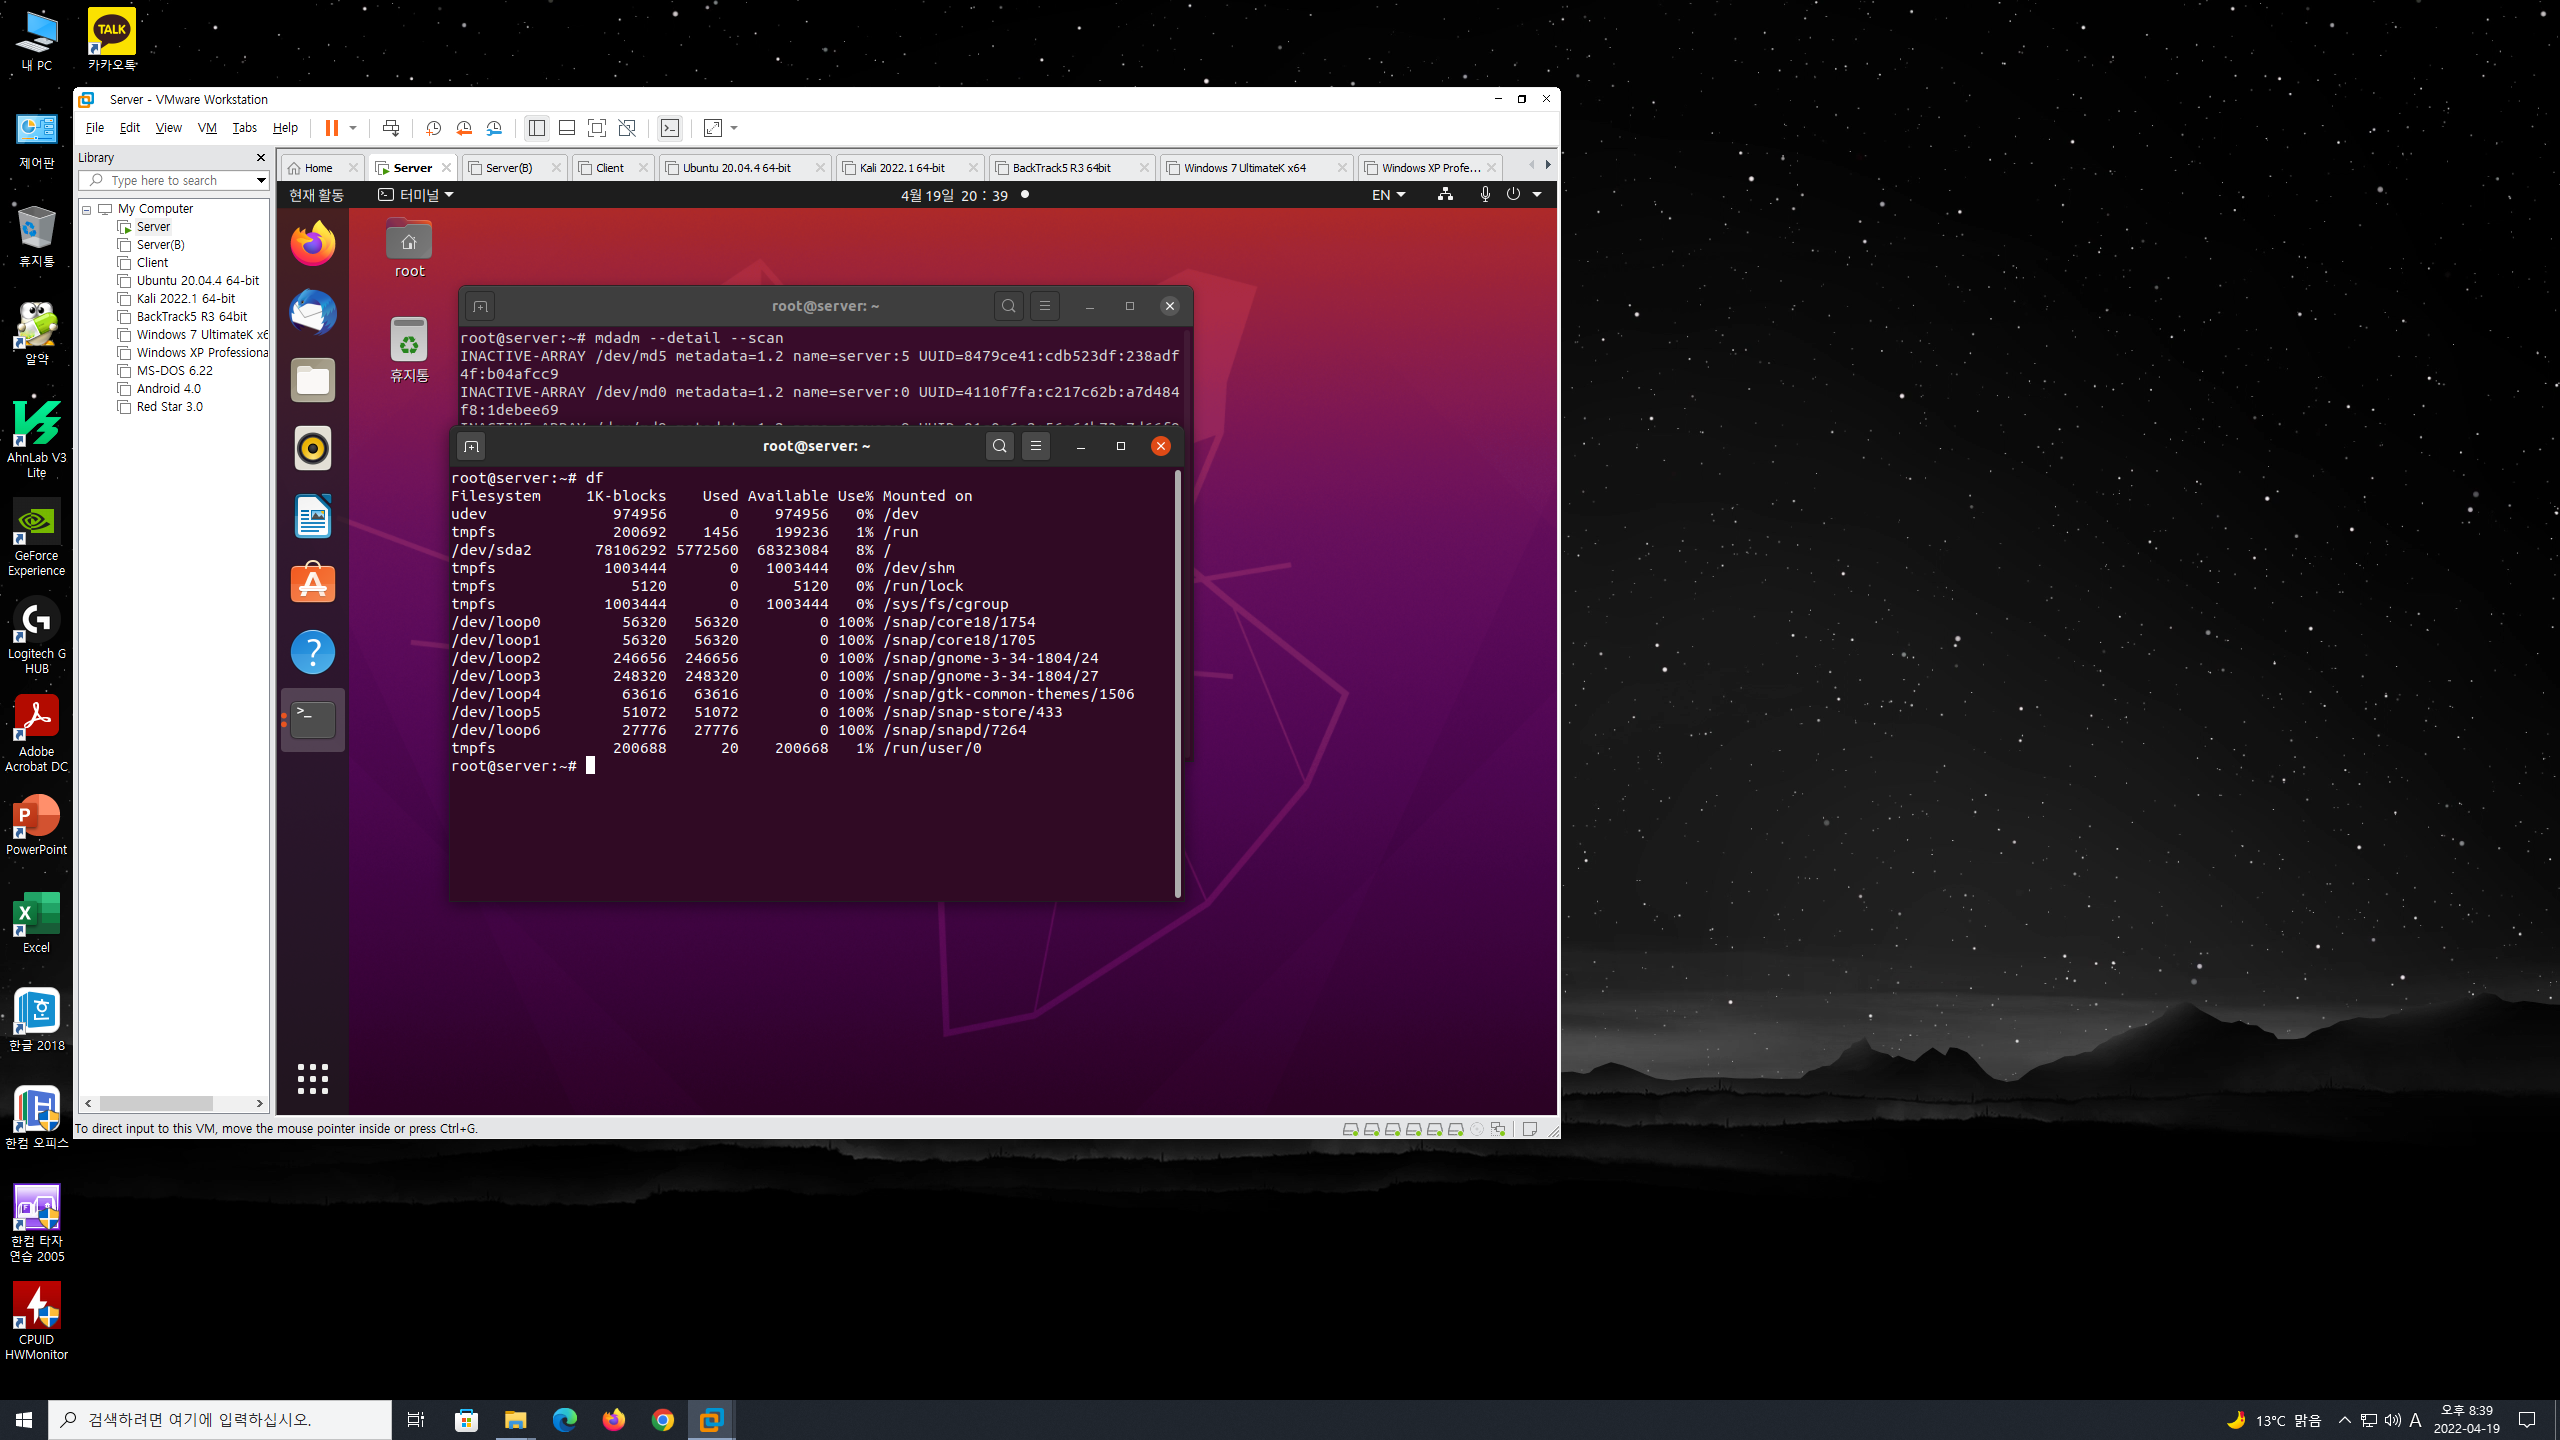 내 PC
TALK
카카오톡
제어판
휴지통
알약
AhnLab V3
Lite
GeForce
Experience
Logitech G
HUB
Adobe
Acrobat DC
PowerPoint
Excel
한글 2018
한컴 오피스
한컴 타자
연습 2005
CPUID
HWMonitor
Server - VMware Workstation
File Edit View VM Tabs Help
Library
Type here to search
My Computer
Server
Server(B)
Client
Ubuntu 20.04.4 64-bit
Kali 2022.1 64-bit
BackTrack5 R3 64bit
Windows 7 UltimateK x6
Windows XP Professiona
MS-DOS 6.22
Android 4.0
Red Star 3.0
Home Server Server(B) Client Ubuntu 20.04.4 64-bit Kali 2022.1 64-bit BackTrack5 R3 64bit Windows 7 UltimateK x64 Windows XP Profe...
현재 활동 터미널 4월 19일 20 : 39 EN
root
휴지통
root@server: ~
root@server:~# mdadm --detail --scan
INACTIVE-ARRAY /dev/md5 metadata=1.2 name=server:5 UUID=8479ce41:cdb523df:238adf
4f:b04afcc9
INACTIVE-ARRAY /dev/md0 metadata=1.2 name=server:0 UUID=4110f7fa:c217c62b:a7d484
f8:1debee69
root@server: ~
root@server:~# df
Filesystem 1K-blocks Used Available Use% Mounted on
udev 974956 0 974956 0% /dev
tmpfs 200692 1456 199236 1% /run
/dev/sda2 78106292 5772560 68323084 8% /
tmpfs 1003444 0 1003444 0% /dev/shm
tmpfs 5120 0 5120 0% /run/lock
tmpfs 1003444 0 1003444 0% /sys/fs/cgroup
/dev/loop0 56320 56320 0 100% /snap/core18/1754
/dev/loop1 56320 56320 0 100% /snap/core18/1705
/dev/loop2 246656 246656 0 100% /snap/gnome-3-34-1804/24
/dev/loop3 248320 248320 0 100% /snap/gnome-3-34-1804/27
/dev/loop4 63616 63616 0 100% /snap/gtk-common-themes/1506
/dev/loop5 51072 51072 0 100% /snap/snap-store/433
/dev/loop6 27776 27776 0 100% /snap/snapd/7264
tmpfs 200688 20 200668 1% /run/user/0
root@server:~#
To direct input to this VM, move the mouse pointer inside or press Ctrl+G.
검색하려면 여기에 입력하십시오.
13°C 맑음
A
오후 8:39
2022-04-19